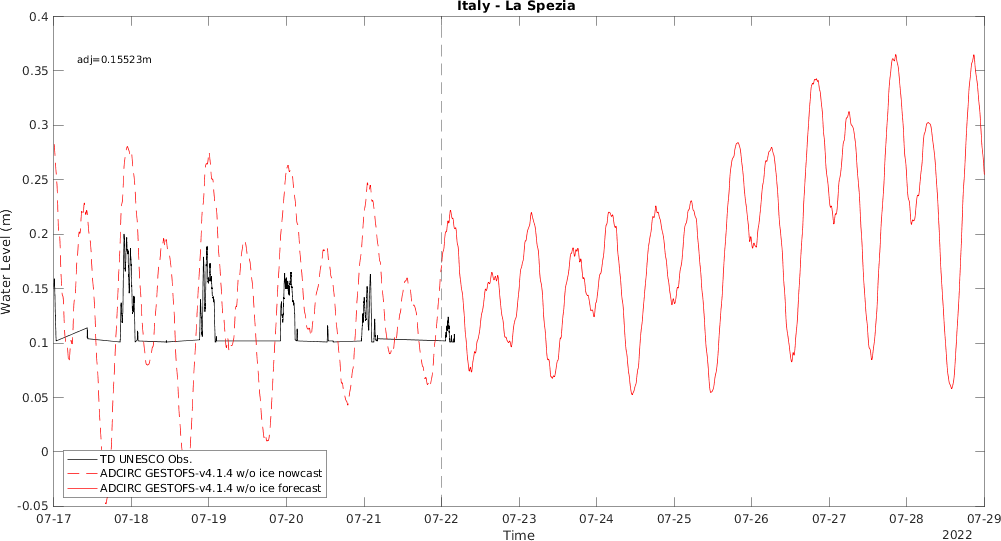 Italy - La Spezia
adj=0.15523m
Water Level (m)
0.4
0.35
0.3
0.25
0.2
0.15
0.1
0.05
0
-0.05
TD UNESCO Obs.
ADCIRC GESTOFS-v4.1.4 w/o ice nowcast
ADCIRC GESTOFS-v4.1.4 w/o ice forecast
07-17 07-18 07-19 07-20 07-21 07-22 07-23 07-24 07-25 07-26 07-27 07-28 07-29
Time
2022